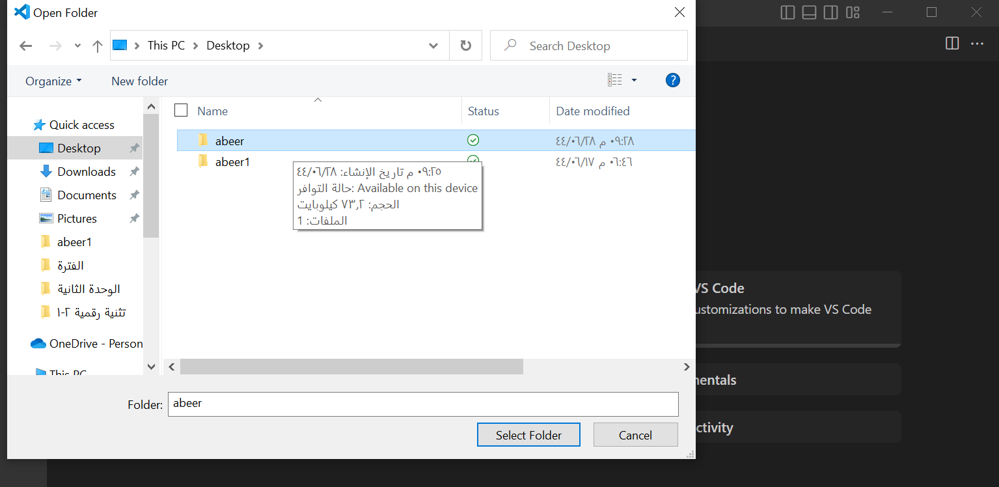 Open Folder
This PC > Desktop >
Search Desktop
Organize
New folder
?
Name
Status
Date modified
abeer
٤٤/٠٦/٢٨ م ٠٩:٢٨
abeer1
٤٤/٠٦/١٧ م ٠٦:٤٦
٠٩:٢٥ م تاريخ الإنشاء: ٤٤/٠٦/٢٨
حالة التوافر: Available on this device
الحجم: ٧٣,٢ كيلوبايت
الملفات: 1
Quick access
Desktop
Downloads
Documents
Pictures
abeer1
الفترة
الوحدة الثانية
تثنية رقمية ٢-١
OneDrive - Person
This PC
Folder:
abeer
Select Folder
Cancel
VS Code
ustomizations to make VS Code
mentals
ctivity